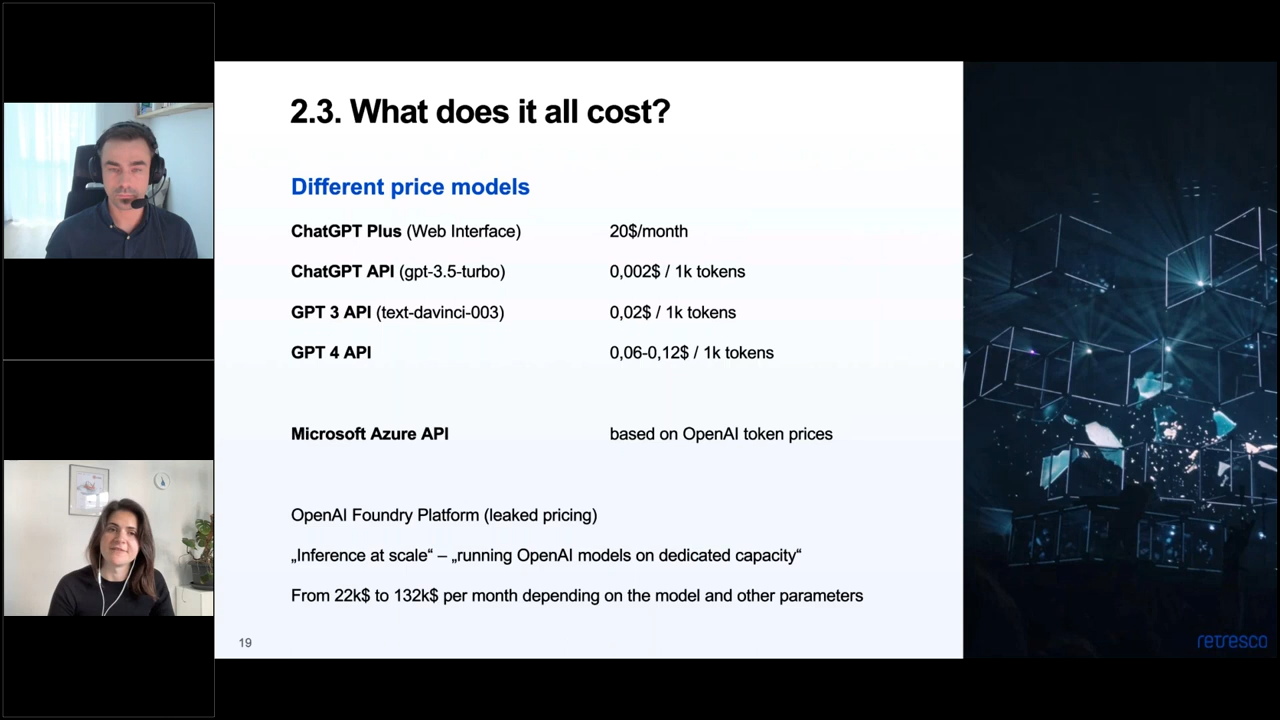 2.3. What does it all cost?
Different price models
ChatGPT Plus (Web Interface) 20$/month
ChatGPT API (gpt-3.5-turbo) 0,002$ / 1k tokens
GPT 3 API (text-davinci-003) 0,02$ / 1k tokens
GPT 4 API 0,06-0,12$ / 1k tokens
Microsoft Azure API based on OpenAI token prices
OpenAI Foundry Platform (leaked pricing)
„Inference at scale“ – „running OpenAI models on dedicated capacity“
From 22k$ to 132k$ per month depending on the model and other parameters
19
retresco